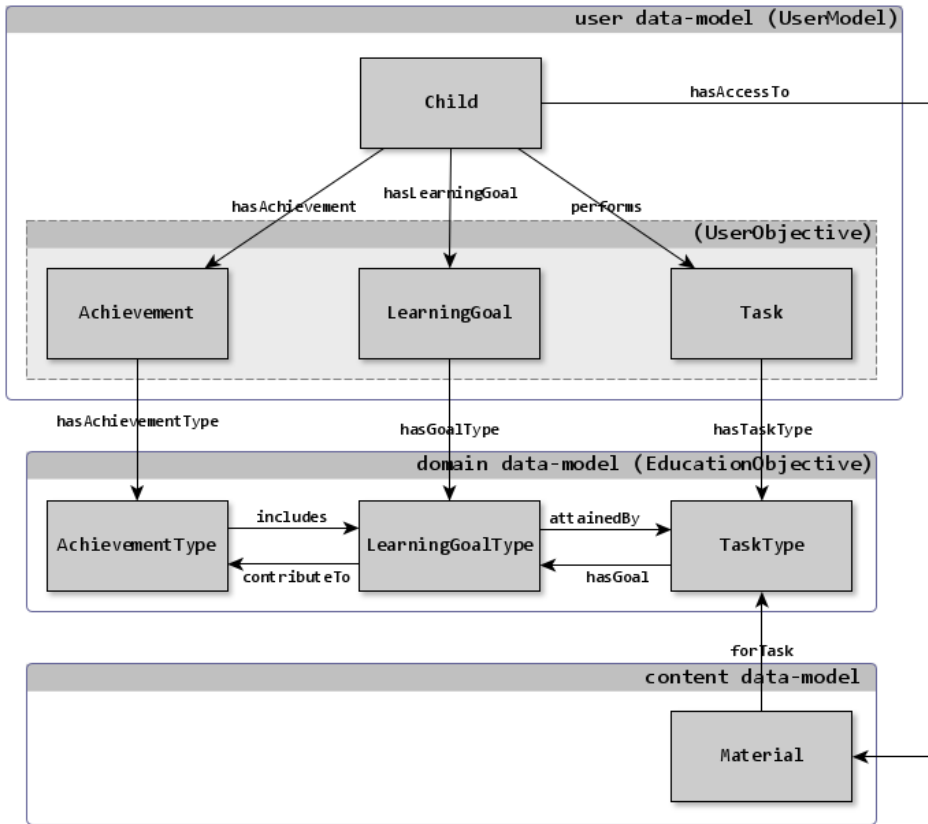 user data-model (UserModel)
Child
hasAccessTo
hasAchievement
hasLearningGoal
performs
(UserObjective)
Achievement
LearningGoal
Task
hasAchievementType
hasGoalType
hasTaskType
domain data-model (EducationObjective)
AchievementType
includes
contributeTo
LearningGoalType
attainedBy
hasGoal
TaskType
forTask
content data-model
Material